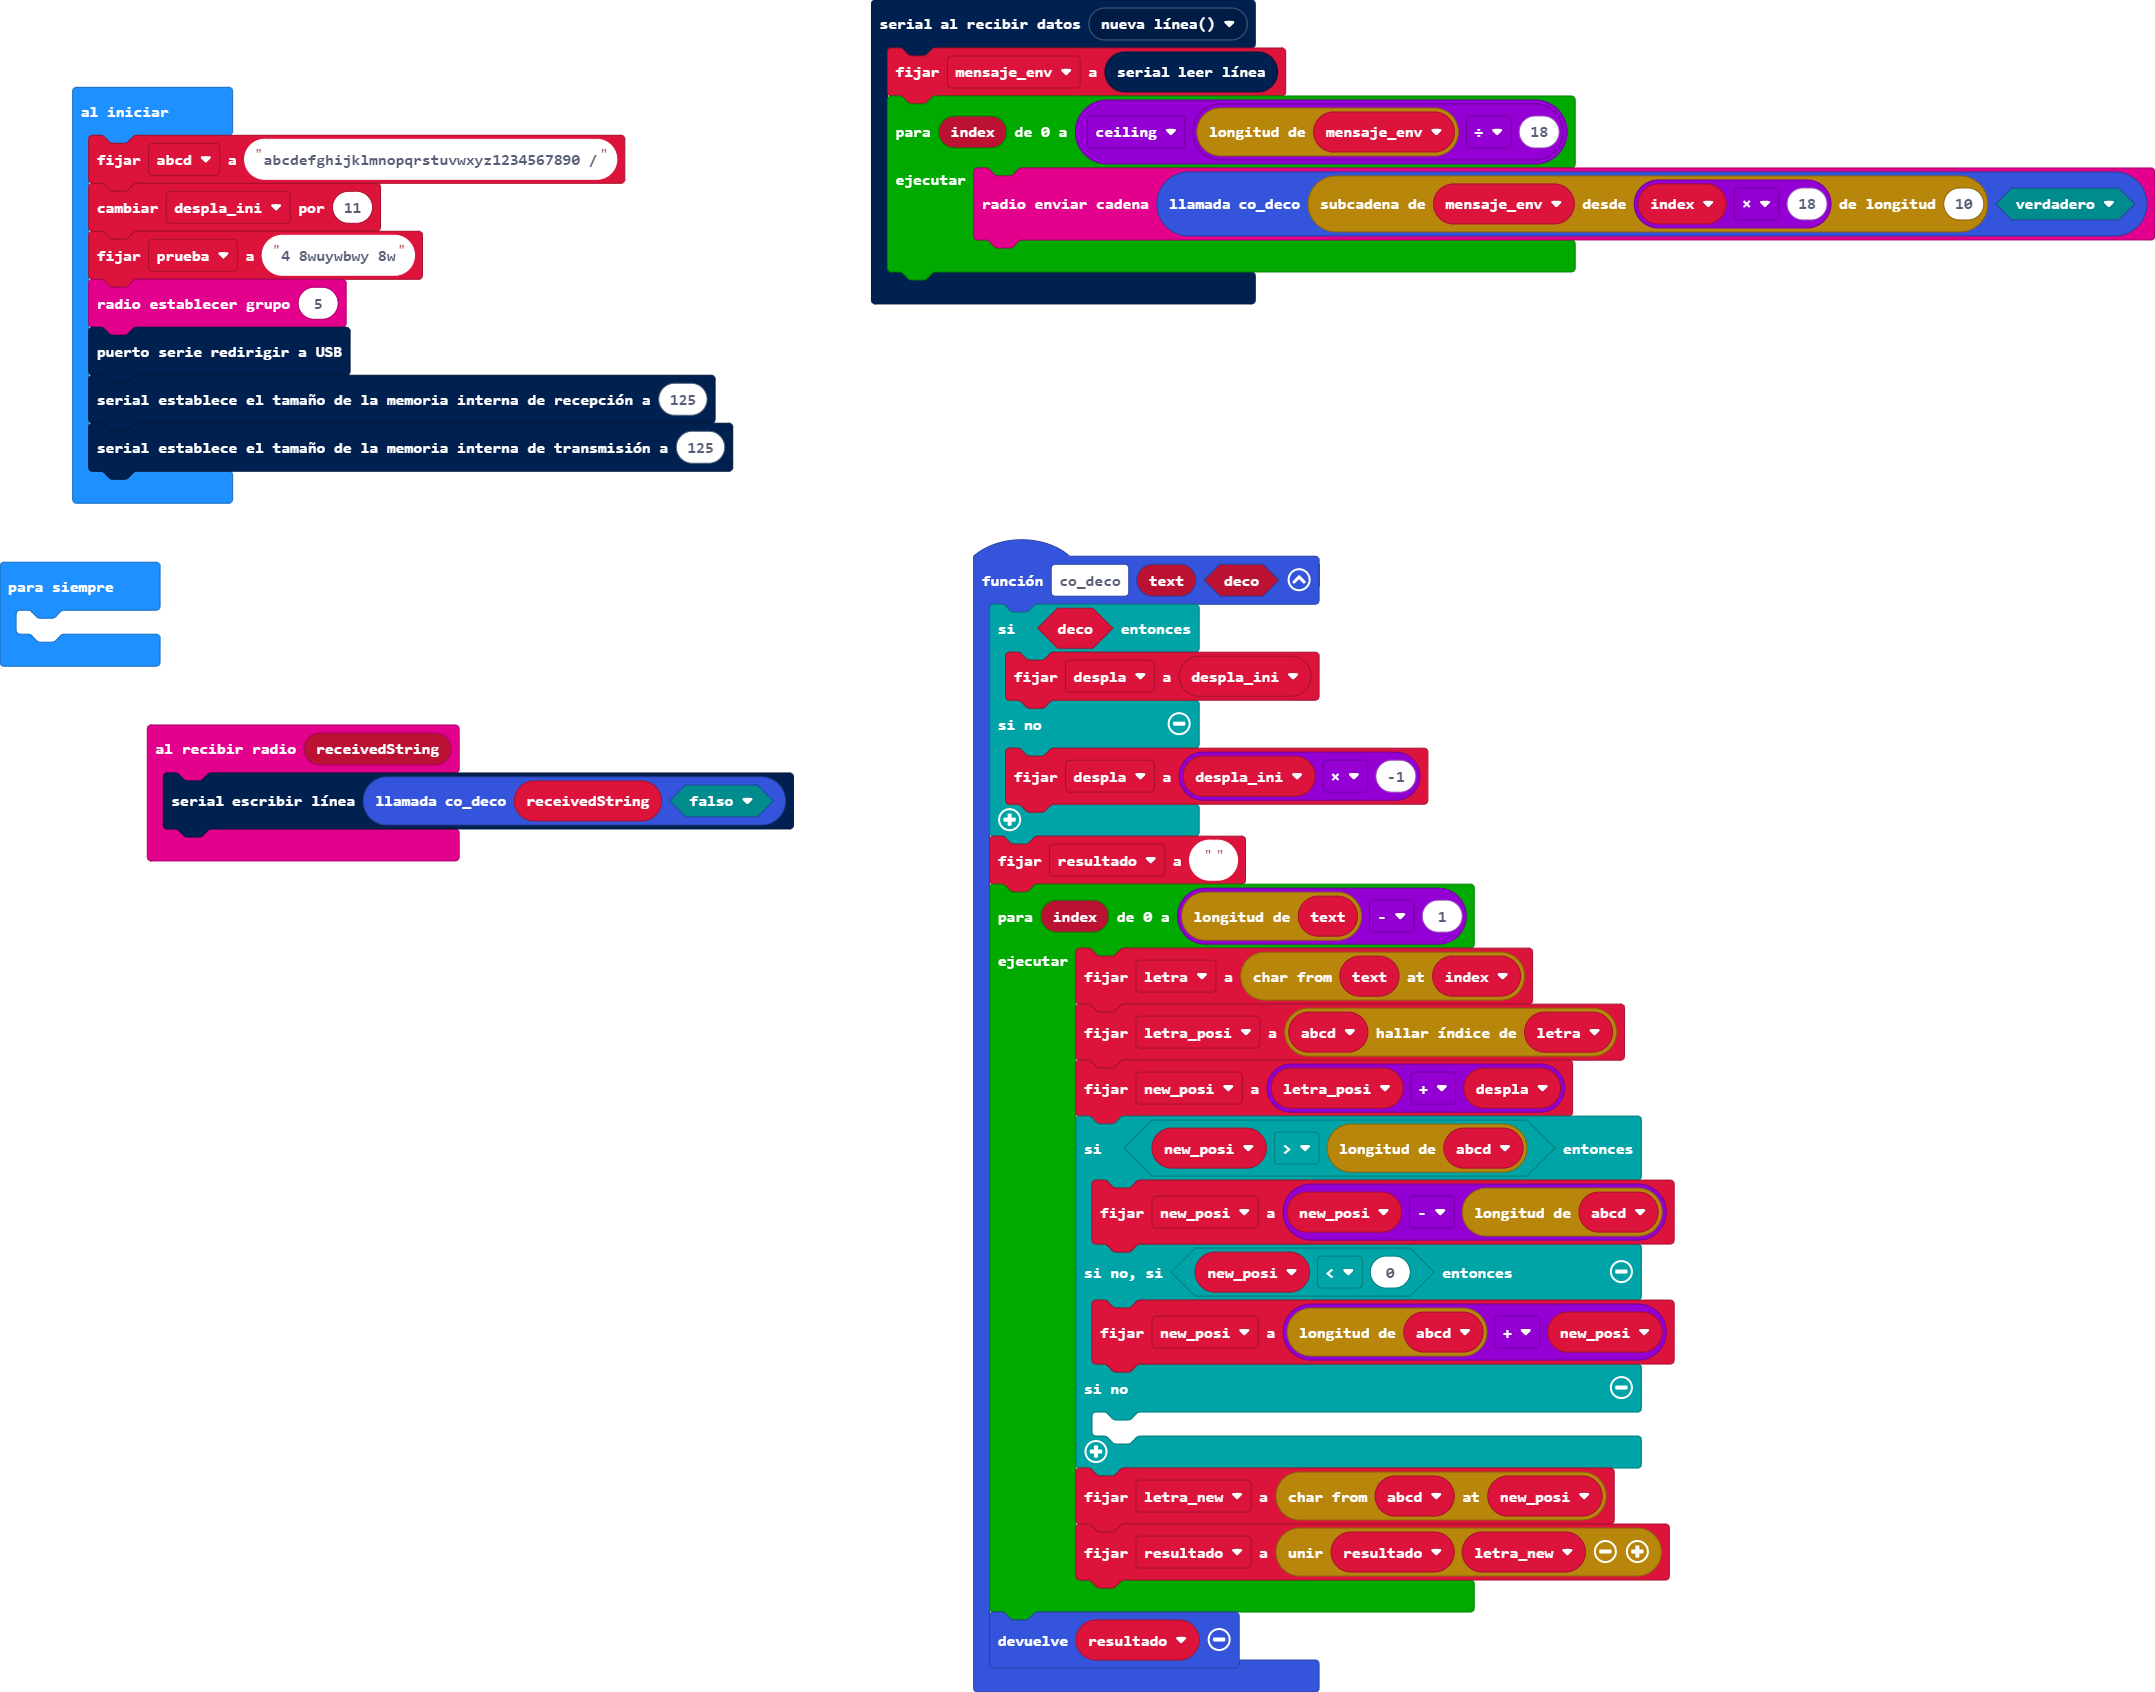 al iniciar
fijar abcd a "abcdefghijklmnopqrstuvwxyz1234567890 /"
cambiar despla_ini por 11
fijar prueba a "4 8wuywbwy 8w"
radio establecer grupo 5
puerto serie redirigir a USB
serial establece el tamaño de la memoria interna de recepción a 125
serial establece el tamaño de la memoria interna de transmisión a 125
para siempre
al recibir radio receivedString
serial escribir línea llamada co_deco receivedString falso
serial al recibir datos nueva línea()
fijar mensaje_env a serial leer línea
para index de 0 a ceiling longitud de mensaje_env ÷ 18
ejecutar radio enviar cadena llamada co_deco subcadena de mensaje_env desde index × 18 de longitud 10 verdadero
función co_deco text deco
si deco entonces
fijar despla a despla_ini
si no
fijar despla a despla_ini × -1
fijar resultado a " "
para index de 0 a longitud de text - 1
ejecutar fijar letra a char from text at index
fijar letra_posi a abcd hallar índice de letra
fijar new_posi a letra_posi + despla
si new_posi > longitud de abcd entonces
fijar new_posi a new_posi - longitud de abcd
si no, si new_posi < 0 entonces
fijar new_posi a longitud de abcd + new_posi
si no
fijar letra_new a char from abcd at new_posi
fijar resultado a unir resultado letra_new
devuelve resultado